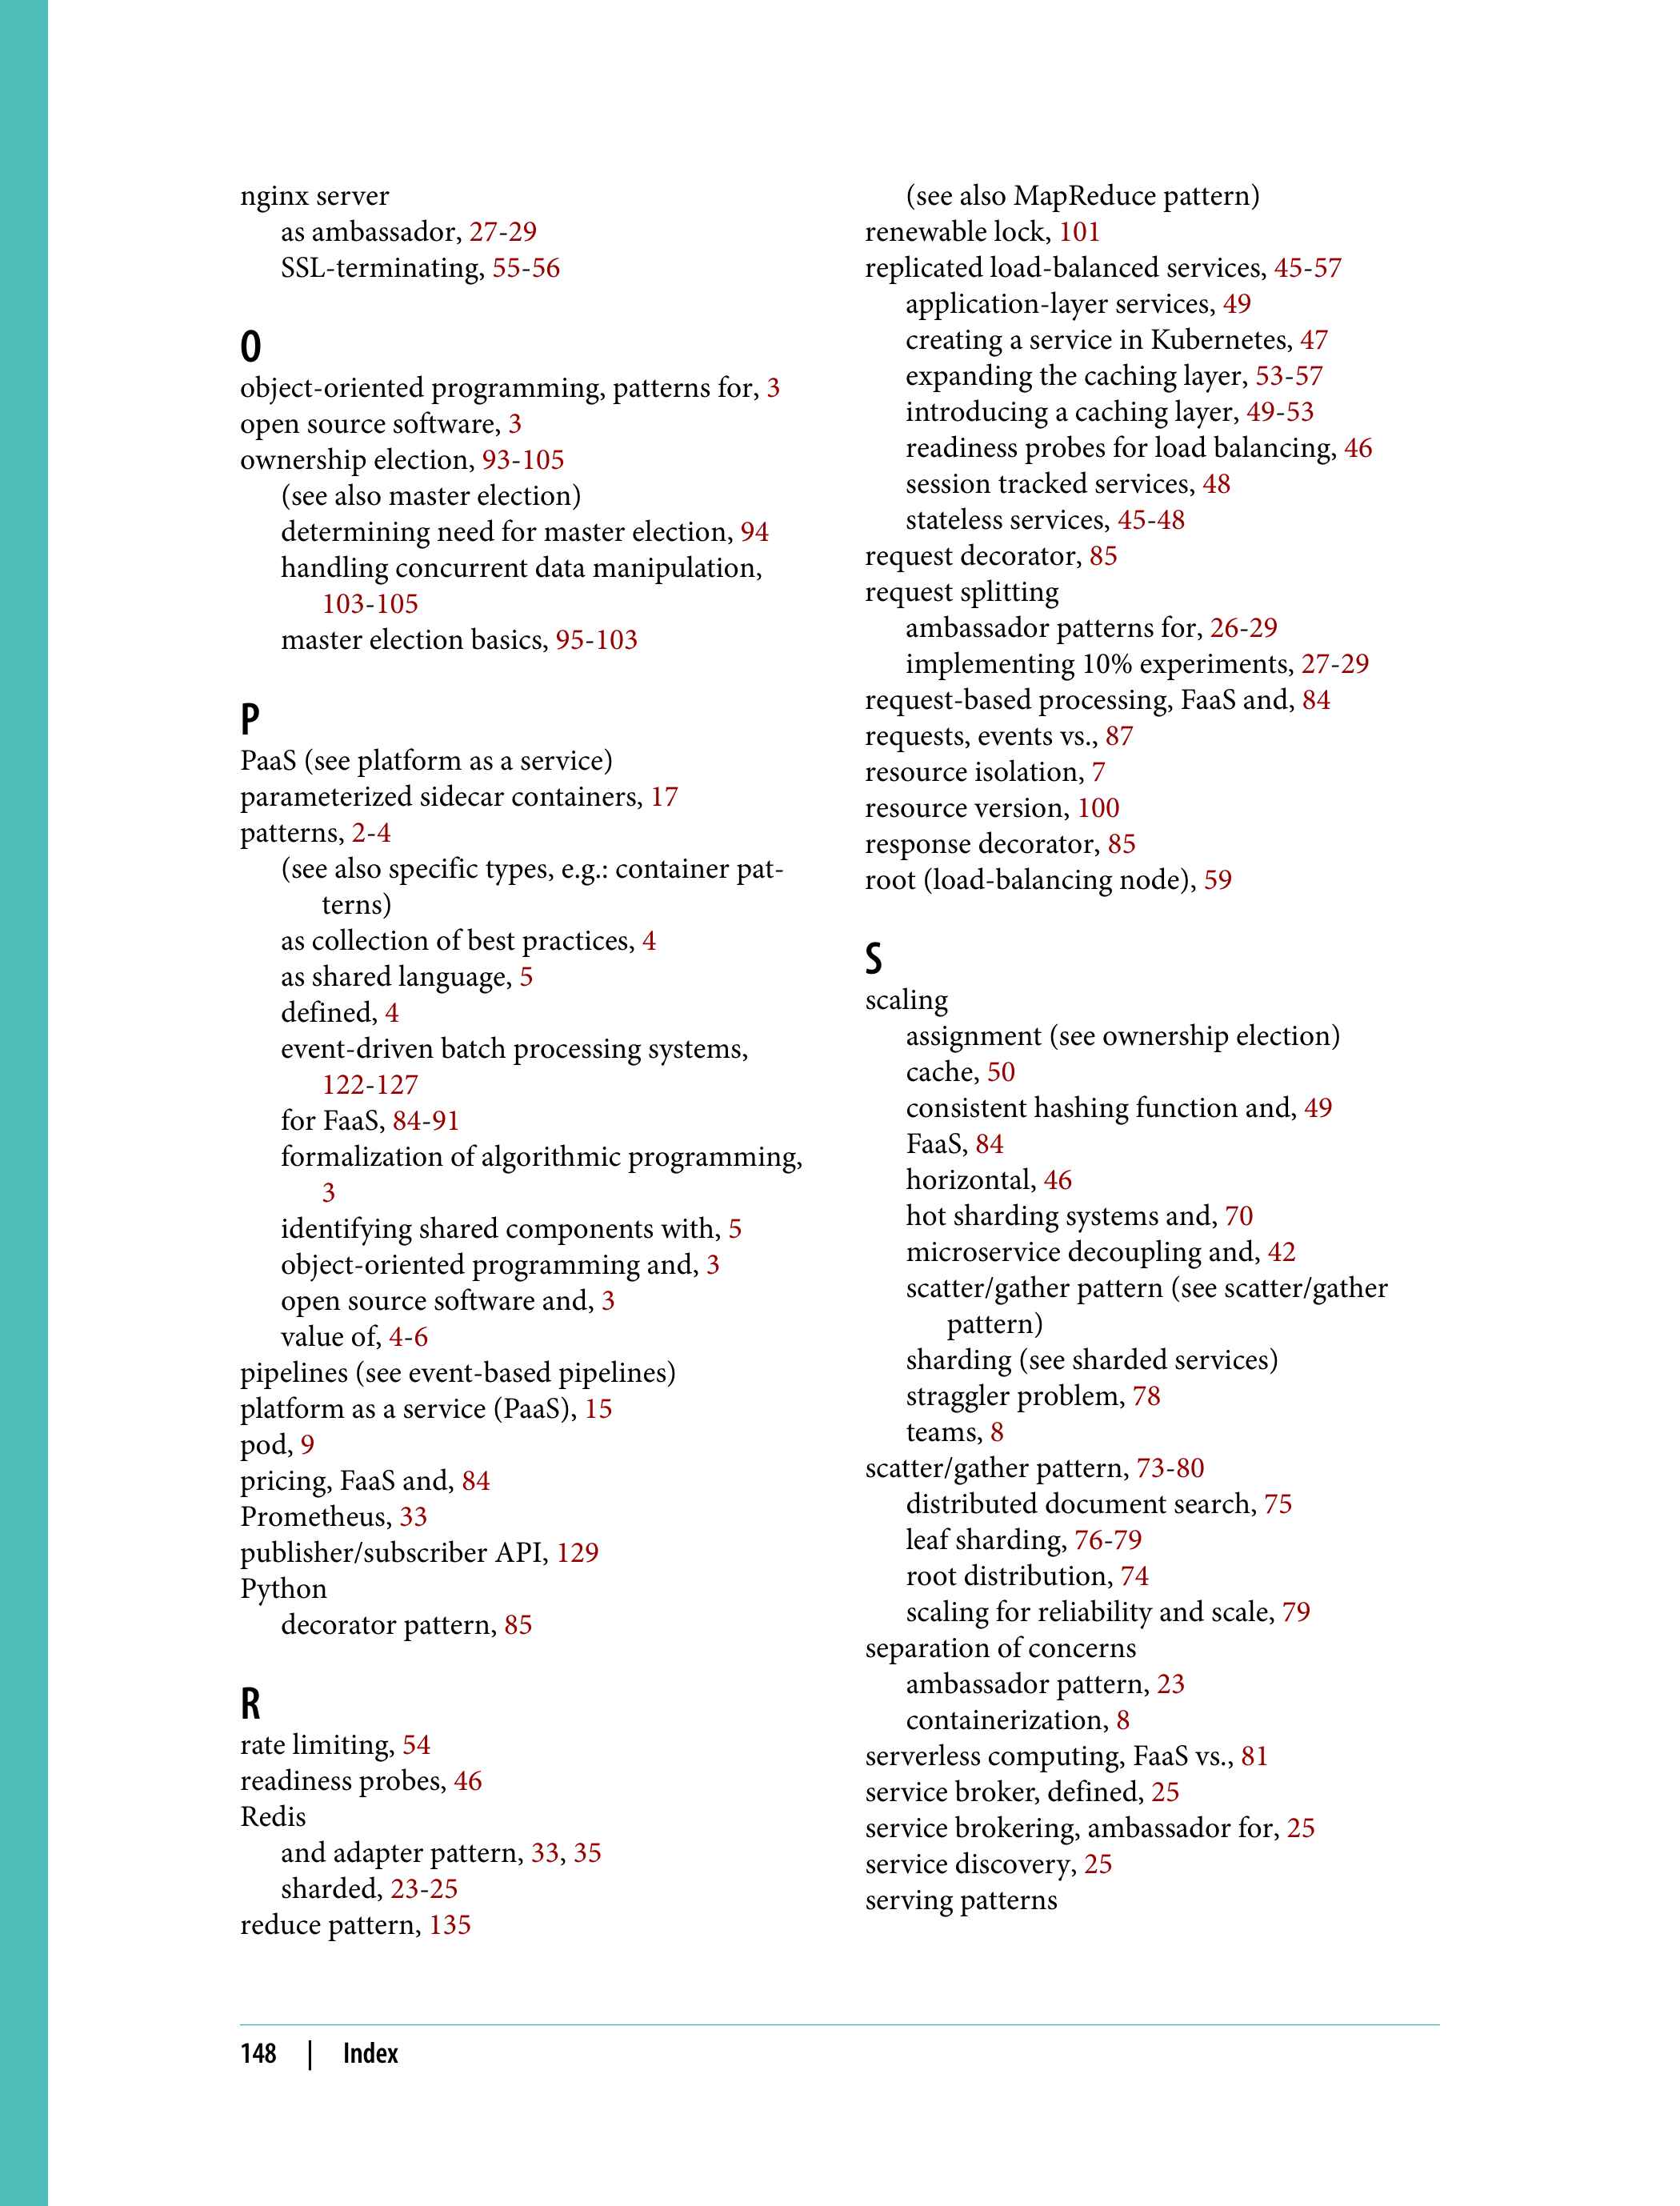 nginx server
as ambassador, 27-29
SSL-terminating, 55-56
O
object-oriented programming, patterns for, 3
open source software, 3
ownership election, 93-105
(see also master election)
determining need for master election, 94
handling concurrent data manipulation,
103-105
master election basics, 95-103
P
PaaS (see platform as a service)
parameterized sidecar containers, 17
patterns, 2-4
(see also specific types, e.g.: container pat-
terns)
as collection of best practices, 4
as shared language, 5
defined, 4
event-driven batch processing systems,
122-127
for FaaS, 84-91
formalization of algorithmic programming,
3
identifying shared components with, 5
object-oriented programming and, 3
open source software and, 3
value of, 4-6
pipelines (see event-based pipelines)
platform as a service (PaaS), 15
pod, 9
pricing, FaaS and, 84
Prometheus, 33
publisher/subscriber API, 129
Python
decorator pattern, 85
R
rate limiting, 54
readiness probes, 46
Redis
and adapter pattern, 33, 35
sharded, 23-25
reduce pattern, 135
(see also MapReduce pattern)
renewable lock, 101
replicated load-balanced services, 45-57
application-layer services, 49
creating a service in Kubernetes, 47
expanding the caching layer, 53-57
introducing a caching layer, 49-53
readiness probes for load balancing, 46
session tracked services, 48
stateless services, 45-48
request decorator, 85
request splitting
ambassador patterns for, 26-29
implementing 10% experiments, 27-29
request-based processing, FaaS and, 84
requests, events vs., 87
resource isolation, 7
resource version, 100
response decorator, 85
root (load-balancing node), 59
S
scaling
assignment (see ownership election)
cache, 50
consistent hashing function and, 49
FaaS, 84
horizontal, 46
hot sharding systems and, 70
microservice decoupling and, 42
scatter/gather pattern (see scatter/gather
pattern)
sharding (see sharded services)
straggler problem, 78
teams, 8
scatter/gather pattern, 73-80
distributed document search, 75
leaf sharding, 76-79
root distribution, 74
scaling for reliability and scale, 79
separation of concerns
ambassador pattern, 23
containerization, 8
serverless computing, FaaS vs., 81
service broker, defined, 25
service brokering, ambassador for, 25
service discovery, 25
serving patterns
148 | Index